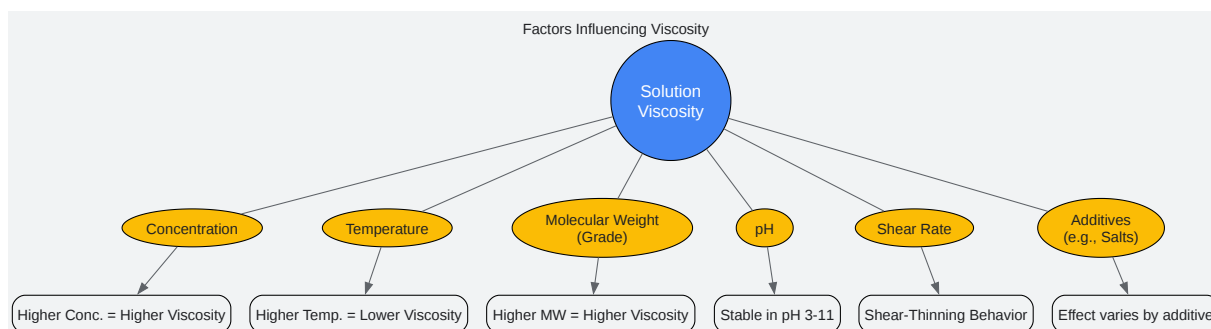 Factors Influencing Viscosity
Solution
Viscosity
Concentration
Temperature
Molecular Weight
(Grade)
pH
Shear Rate
Additives
(e.g., Salts)
Higher Conc. = Higher Viscosity
Higher Temp. = Lower Viscosity
Higher MW = Higher Viscosity
Stable in pH 3-11
Shear-Thinning Behavior
Effect varies by additive